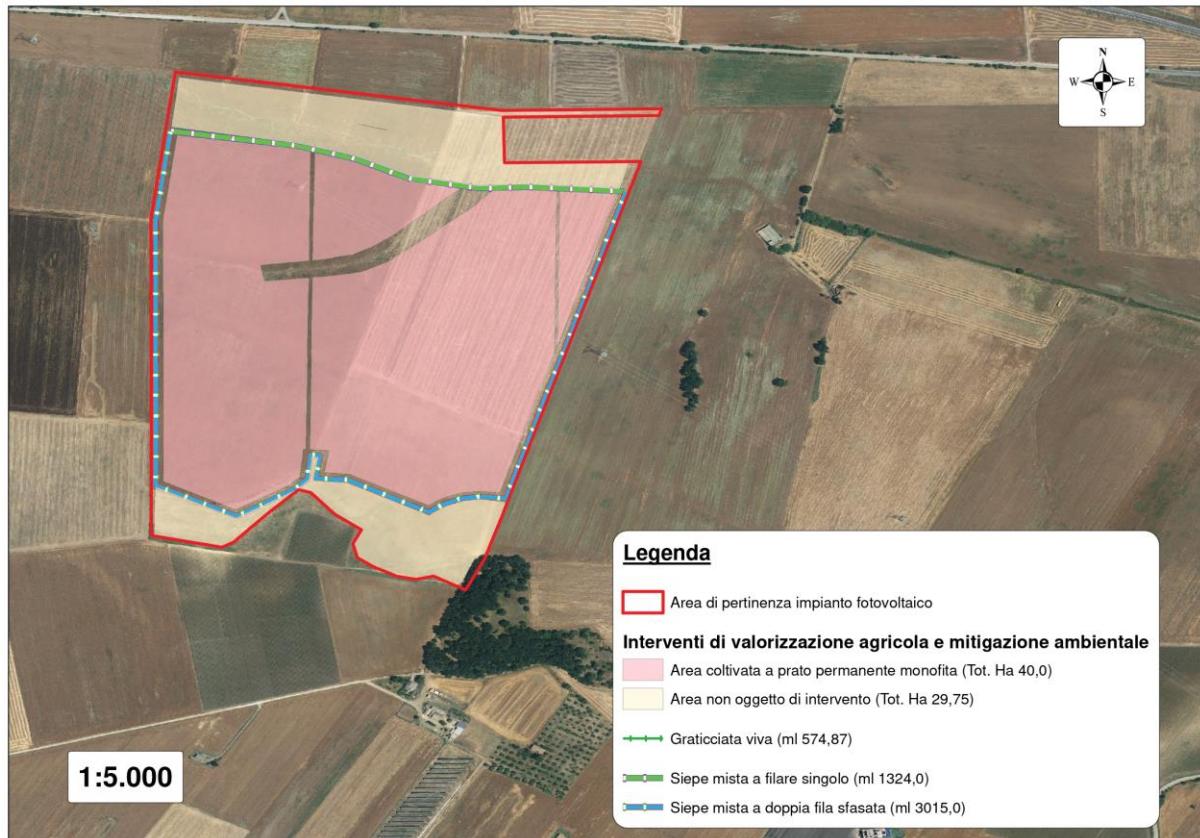 N
W E
S
Legenda
Area di pertinenza impianto fotovoltaico
Interventi di valorizzazione agricola e mitigazione ambientale
Area coltivata a prato permanente monofita (Tot. Ha 40,0)
Area non oggetto di intervento (Tot. Ha 29,75)
Graticciata viva (ml 574,87)
Siepe mista a filare singolo (ml 1324,0)
Siepe mista a doppia fila sfasata (ml 3015,0)
1:5.000